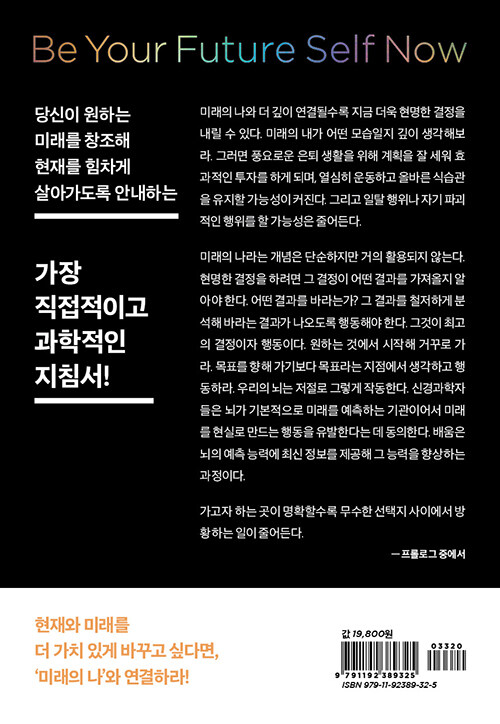 Be Your Future Self Now
당신이 원하는
미래를 창조해
현재를 힘차게
살아가도록 안내하는
가장
직접적이고
과학적인
지침서!
미래의 나와 더 깊이 연결될수록 지금 더욱 현명한 결정을
내릴 수 있다. 미래의 내가 어떤 모습일지 깊이 생각해보
라. 그러면 풍요로운 은퇴 생활을 위해 계획을 잘 세워 효
과적인 투자를 하게 되며, 열심히 운동하고 올바른 식습관
을 유지할 가능성이 커진다. 그리고 일탈 행위나 자기 파괴
적인 행위를 할 가능성은 줄어든다.
미래의 나라는 개념은 단순하지만 거의 활용되지 않는다.
현명한 결정을 하려면 그 결정이 어떤 결과를 가져올지 알
아야 한다. 어떤 결과를 바라는가? 그 결과를 철저하게 분
석해 바라는 결과가 나오도록 행동해야 한다. 그것이 최고
의 결정이자 행동이다. 원하는 것에서 시작해 거꾸로 가
라. 목표를 향해 가기보다 목표라는 지점에서 생각하고 행
동하라. 우리의 뇌는 저절로 그렇게 작동한다. 신경과학자
들은 뇌가 기본적으로 미래를 예측하는 기관이어서 미래
를 현실로 만드는 행동을 유발한다는 데 동의한다. 배움은
뇌의 예측 능력에 최신 정보를 제공해 그 능력을 향상하는
과정이다.
가고자 하는 곳이 명확할수록 무수한 선택지 사이에서 방
황하는 일이 줄어든다.
— 프롤로그 중에서
현재와 미래를
더 가치 있게 바꾸고 싶다면,
‘미래의 나’와 연결하라!
값 19,800원
03320
9 791192 389325
ISBN 979-11-92389-32-5